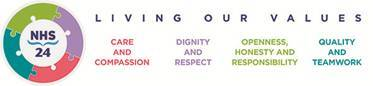 LIVING OUR VALUES
NHS
24
CARE
AND
COMPASSION
DIGNITY
AND
RESPECT
OPENNESS,
HONESTY AND
RESPONSIBILITY
QUALITY
AND
TEAMWORK